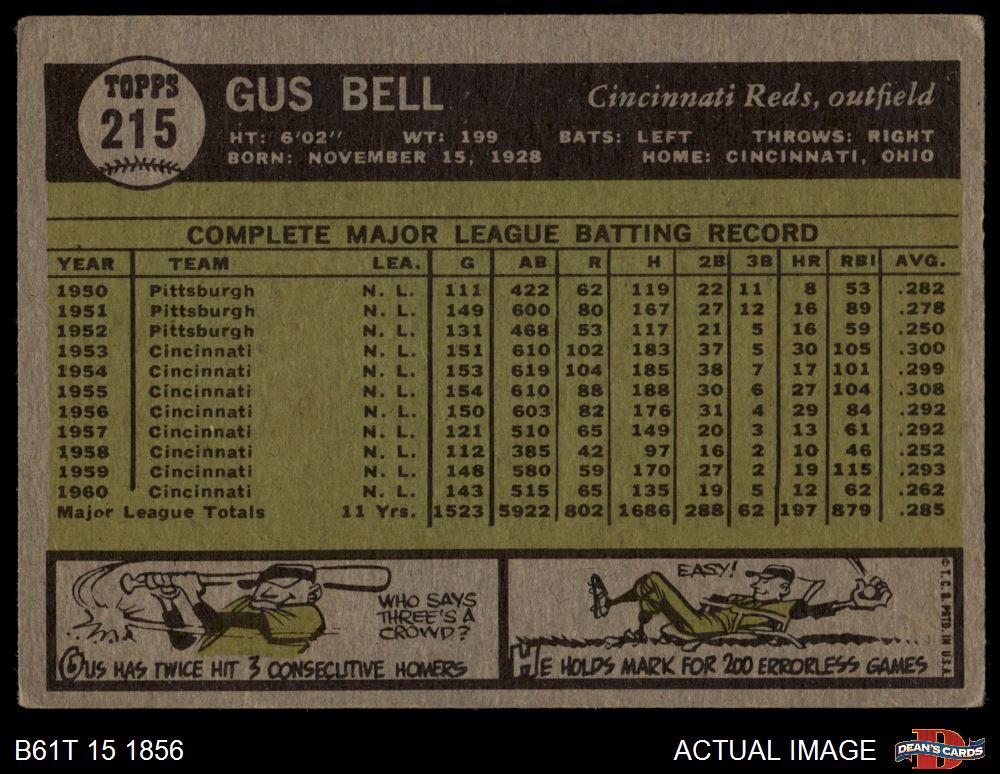 TOPPS
215
GUS BELL
Cincinnati Reds, outfield
HT: 6'02" WT: 199 BATS: LEFT THROWS: RIGHT
BORN: NOVEMBER 15, 1928 HOME: CINCINNATI, OHIO
COMPLETE MAJOR LEAGUE BATTING RECORD
YEAR TEAM LEA. G AB R H 2B 3B HR RBI AVG.
1950 Pittsburgh N. L. 111 422 62 119 22 11 8 53 .282
1951 Pittsburgh N. L. 149 600 80 167 27 12 16 89 .278
1952 Pittsburgh N. L. 131 468 53 117 21 5 16 59 .250
1953 Cincinnati N. L. 151 610 102 183 37 5 30 105 .300
1954 Cincinnati N. L. 153 619 104 185 38 7 17 101 .299
1955 Cincinnati N. L. 154 610 88 188 30 6 27 104 .308
1956 Cincinnati N. L. 150 603 82 176 31 4 29 84 .292
1957 Cincinnati N. L. 121 510 65 149 20 3 13 61 .292
1958 Cincinnati N. L. 112 385 42 97 16 2 10 46 .252
1959 Cincinnati N. L. 148 580 59 170 27 2 19 115 .293
1960 Cincinnati N. L. 143 515 65 135 19 5 12 62 .262
Major League Totals 11 Yrs. 1523 5922 802 1686 288 62 197 879 .285
WHO SAYS
THREE'S A
CROWD?
GUS HAS TWICE HIT 3 CONSECUTIVE HOMERS
EASY!
HE HOLDS MARK FOR 200 ERRORLESS GAMES
© T. C. G. PRTD. IN U.S.A.
B61T 15 1856
ACTUAL IMAGE
D
DEAN'S CARDS